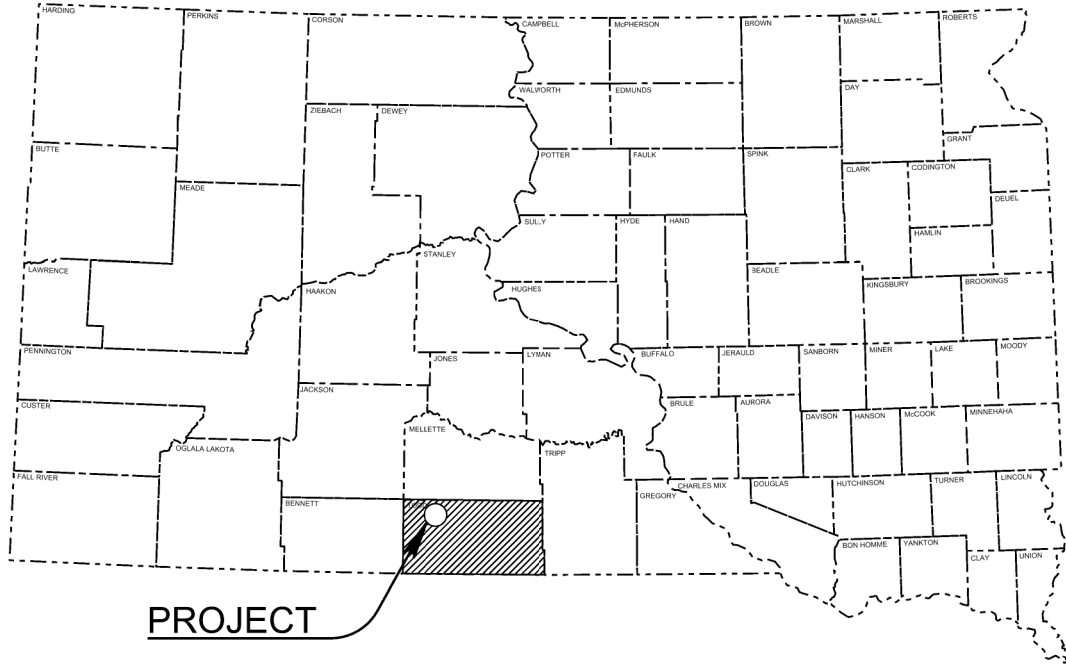 HARDING
PERKINS
CORSON
CAMPBELL
McPHERSON
BROWN
MARSHALL
ROBERTS
WALWORTH
EDMUNDS
DAY
ZIEBACH
DEWEY
GRANT
BUTTE
POTTER
FAULK
SPINK
CLARK
CODINGTON
MEADE
DEUEL
SULLY
HYDE
HAND
HAMLIN
STANLEY
LAWRENCE
BEADLE
KINGSBURY
BROOKINGS
HAAKON
HUGHES
PENNINGTON
JONES
LYMAN
BUFFALO
JERAULD
SANBORN
MINER
LAKE
MOODY
JACKSON
CUSTER
BRULE
AURORA
DAVISON
HANSON
McCOOK
MINNEHAHA
MELLETTE
OGLALA LAKOTA
TRIPP
FALL RIVER
GREGORY
CHARLES MIX
DOUGLAS
HUTCHINSON
TURNER
LINCOLN
BENNETT
BON HOMME
YANKTON
CLAY
UNION
PROJECT